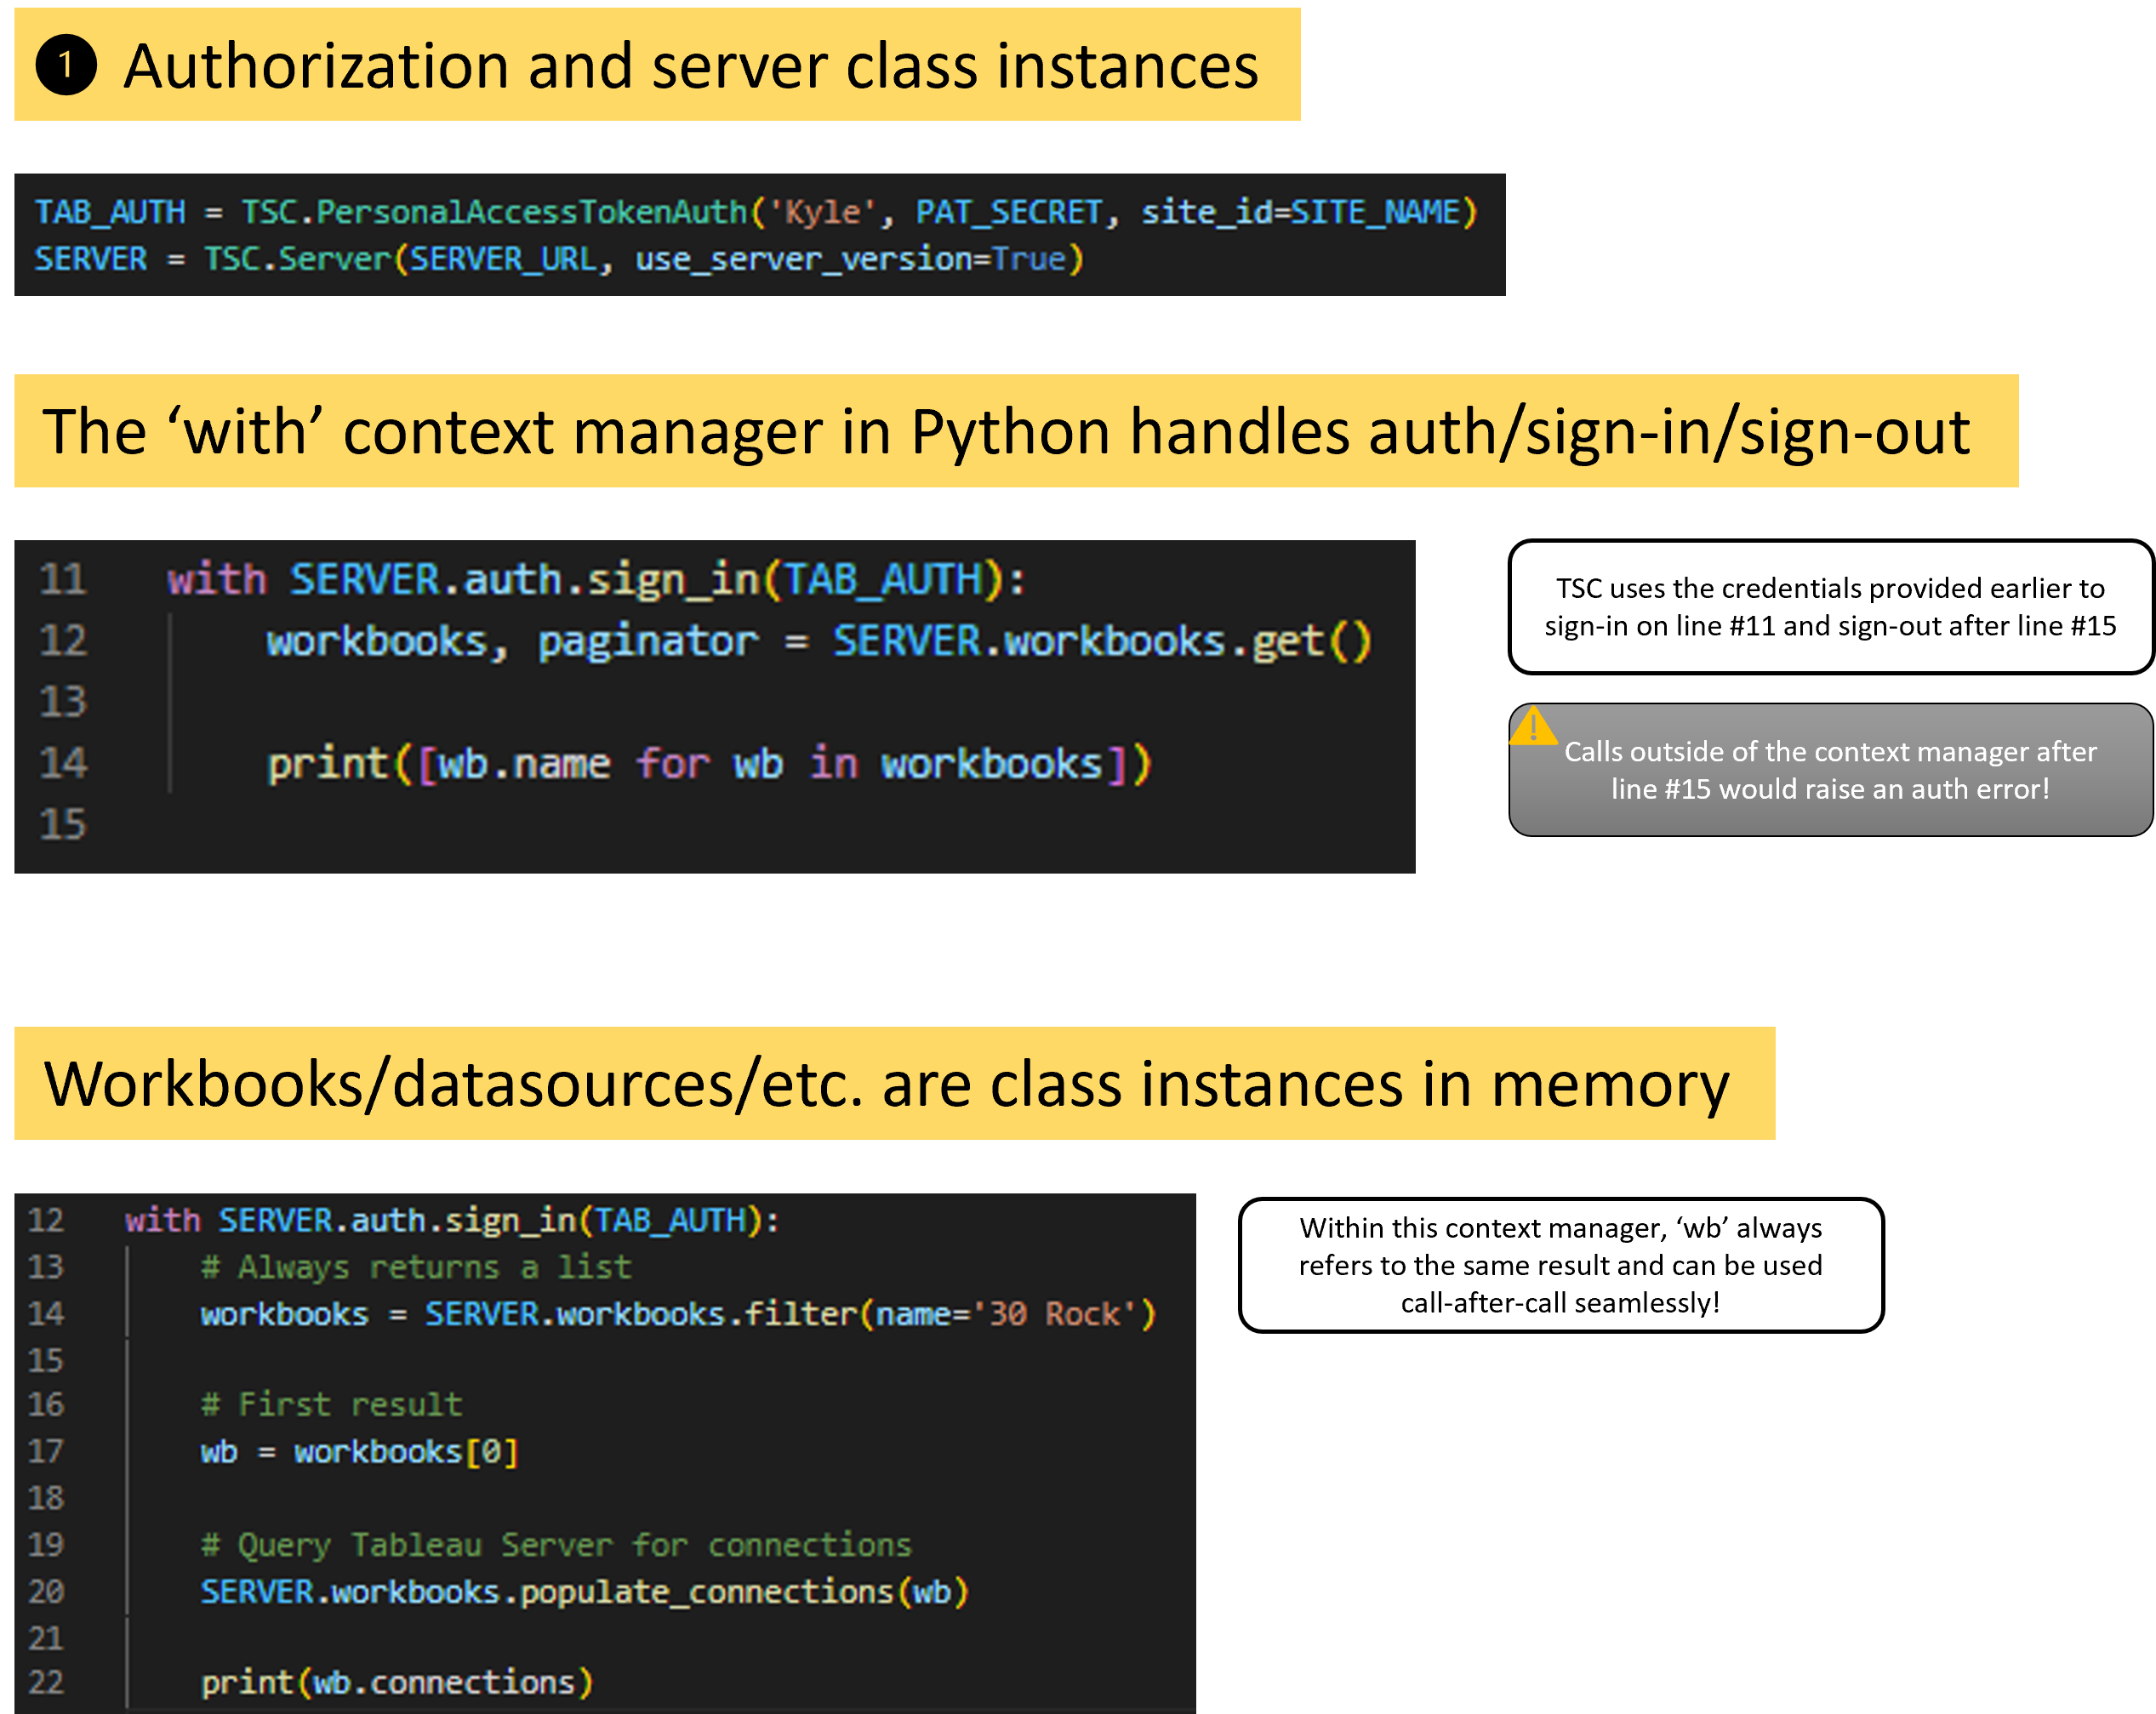 1 Authorization and server class instances
TAB_AUTH = TSC.PersonalAccessTokenAuth('Kyle', PAT_SECRET, site_id=SITE_NAME)
SERVER = TSC.Server(SERVER_URL, use_server_version=True)
The ‘with’ context manager in Python handles auth/sign-in/sign-out
11 with SERVER.auth.sign_in(TAB_AUTH):
12 workbooks, paginator = SERVER.workbooks.get()
13
14 print([wb.name for wb in workbooks])
15
TSC uses the credentials provided earlier to
sign-in on line #11 and sign-out after line #15
Calls outside of the context manager after
line #15 would raise an auth error!
Workbooks/datasources/etc. are class instances in memory
12 with SERVER.auth.sign_in(TAB_AUTH):
13 # Always returns a list
14 workbooks = SERVER.workbooks.filter(name='30 Rock')
15
16 # First result
17 wb = workbooks[0]
18
19 # Query Tableau Server for connections
20 SERVER.workbooks.populate_connections(wb)
21
22 print(wb.connections)
Within this context manager, ‘wb’ always
refers to the same result and can be used
call-after-call seamlessly!